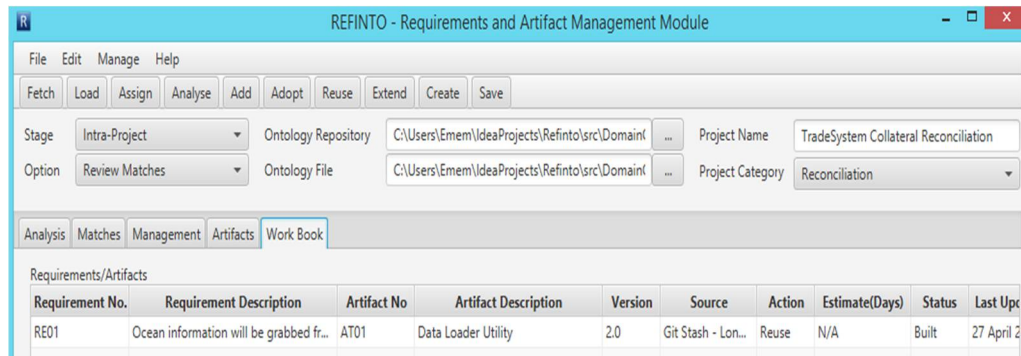 R REFINTO - Requirements and Artifact Management Module X
File Edit Manage Help
Fetch Load Assign Analyse Add Adopt Reuse Extend Create Save
Stage Intra-Project Ontology Repository C:\Users\Emem\IdeaProjects\Refinto\src\Domain( ... Project Name TradeSystem Collateral Reconciliation
Option Review Matches Ontology File C:\Users\Emem\IdeaProjects\Refinto\src\Domain( ... Project Category Reconciliation
Analysis Matches Management Artifacts Work Book
Requirements/Artifacts
Requirement No. Requirement Description Artifact No Artifact Description Version Source Action Estimate(Days) Status Last Upd
RE01 Ocean information will be grabbed fr... AT01 Data Loader Utility 2.0 Git Stash - Lon... Reuse N/A Built 27 April 2